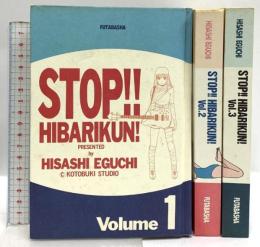 FUTABASHA
STOP!!
HIBARIKUN!
PRESENTED
by
HISASHI EGUCHI
© KOTOBUKI STUDIO
Volume 1
HISASHI EGUCHI
STOP!! HIBARIKUN!
Vol.2
FUTABASHA
HISASHI EGUCHI
STOP!! HIBARIKUN!
Vol.3
FUTABASHA